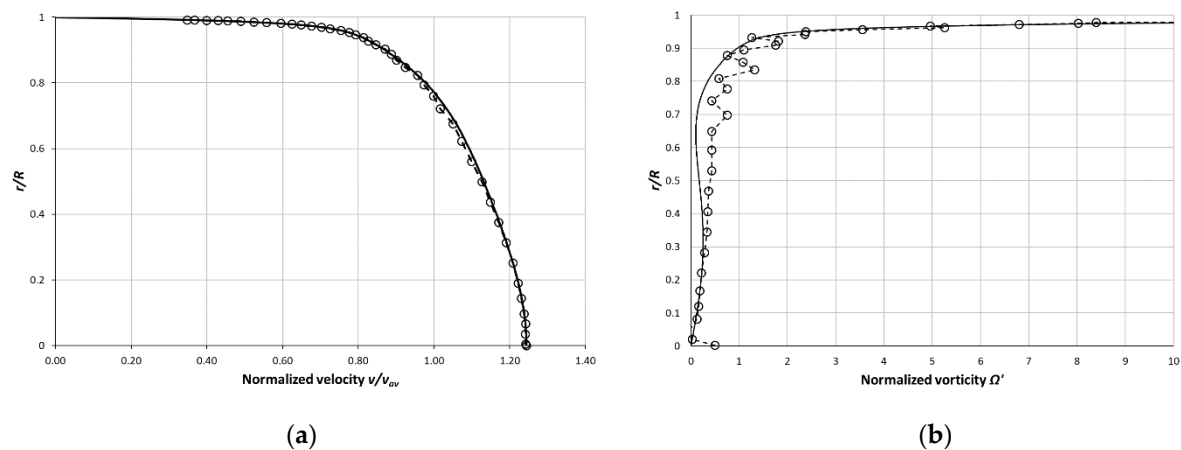 1
0.8
0.6
0.4
0.2
0
r/R
0.00 0.20 0.40 0.60 0.80 1.00 1.20 1.40
Normalized velocity v/vav
(a)
1
0.9
0.8
0.7
0.6
0.5
0.4
0.3
0.2
0.1
0
r/R
0 1 2 3 4 5 6 7 8 9 10
Normalized vorticity Ω'
(b)